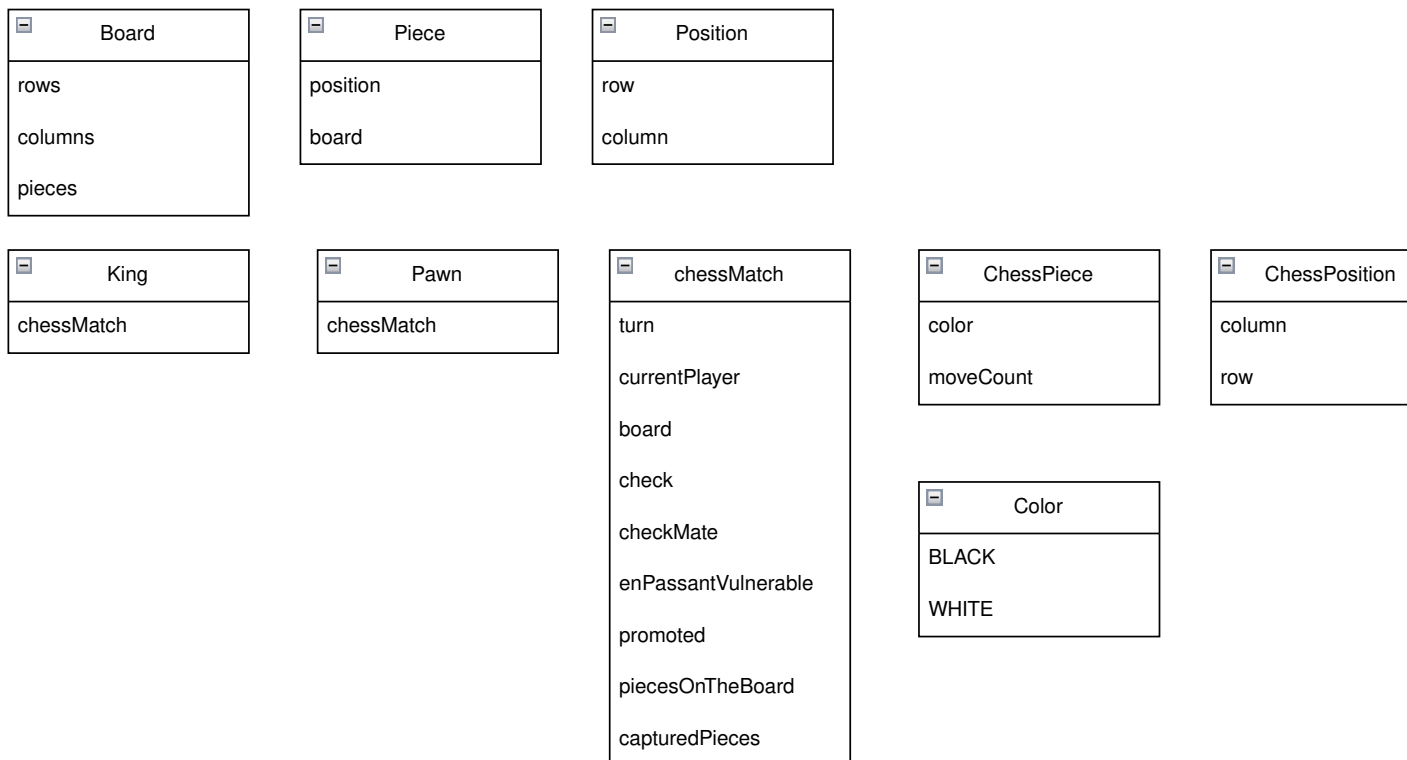 Board
rows
columns
pieces
Piece
position
board
Position
row
column
King
chessMatch
Pawn
chessMatch
chessMatch
turn
currentPlayer
board
check
checkMate
enPassantVulnerable
promoted
piecesOnTheBoard
capturedPieces
ChessPiece
color
moveCount
ChessPosition
column
row
Color
BLACK
WHITE